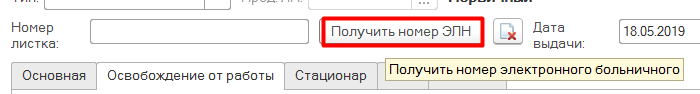 Номер листка: Получить номер ЭЛН Дата выдачи: 18.05.2019
Основная Освобождение от работы Стационар Получить номер электронного больничного